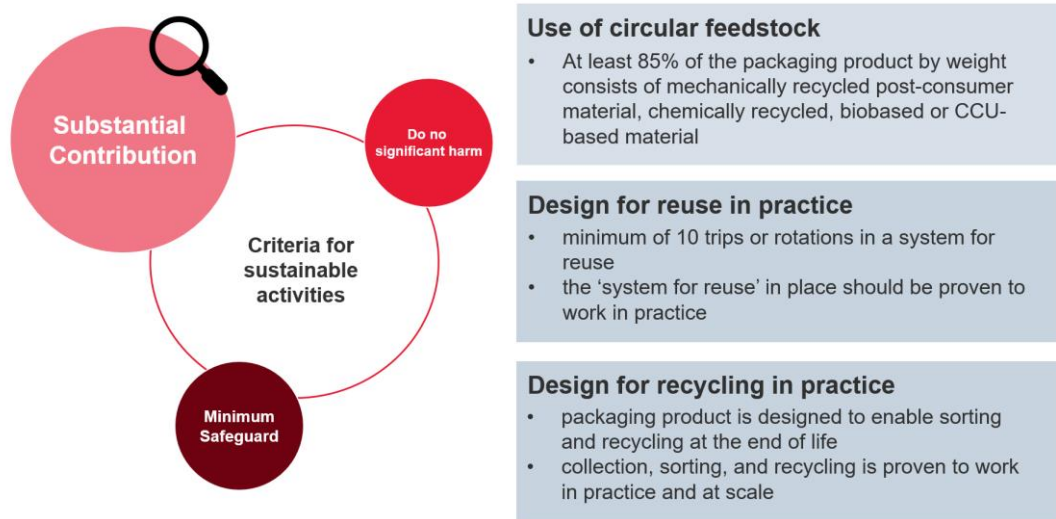 Substantial
Contribution
Do no
significant harm
Criteria for
sustainable
activities
Minimum
Safeguard
Use of circular feedstock
• At least 85% of the packaging product by weight
consists of mechanically recycled post-consumer
material, chemically recycled, biobased or CCU-
based material
Design for reuse in practice
• minimum of 10 trips or rotations in a system for
reuse
• the ‘system for reuse’ in place should be proven to
work in practice
Design for recycling in practice
• packaging product is designed to enable sorting
and recycling at the end of life
• collection, sorting, and recycling is proven to work
in practice and at scale